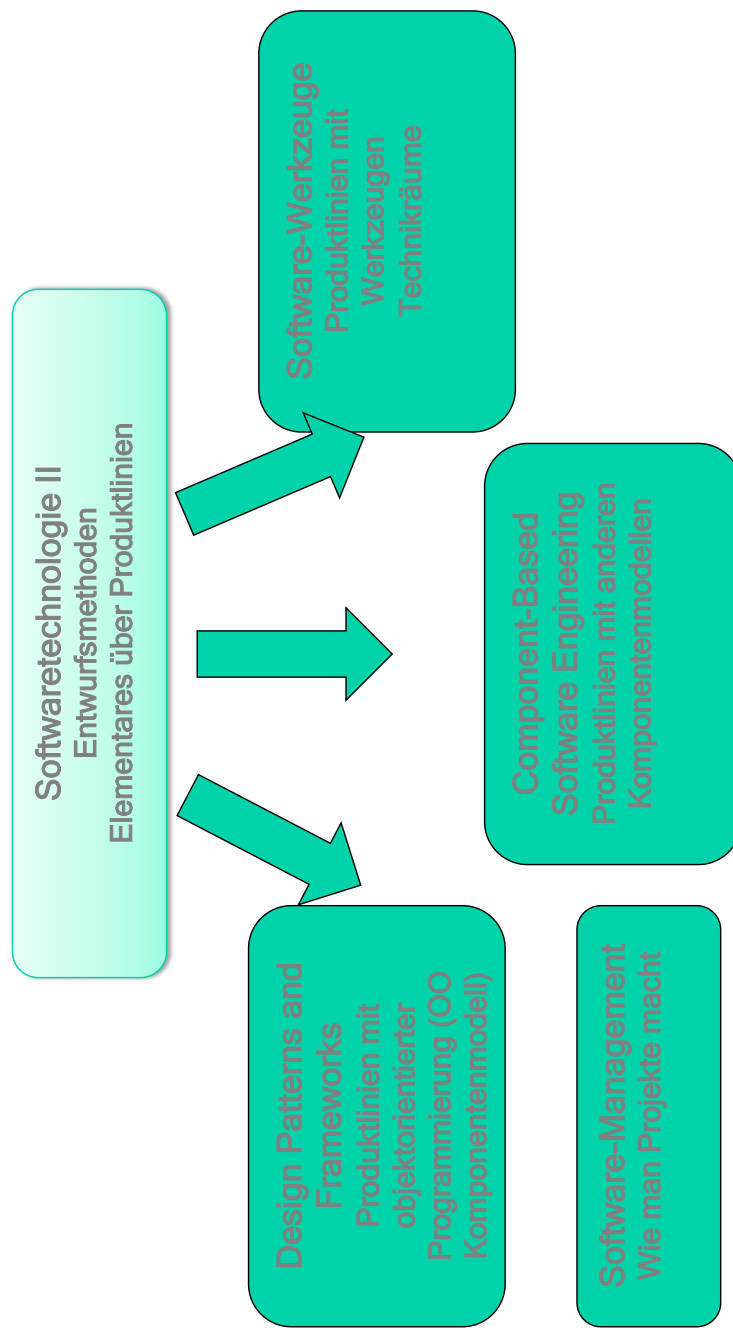 Softwaretechnologie II
Entwurfsmethoden
Elementares über Produktlinien
Design Patterns and
Frameworks
Produktlinien mit
objektorientierter
Programmierung (OO
Komponentenmodell)
Component-Based
Software Engineering
Produktlinien mit anderen
Komponentenmodellen
Software-Werkzeuge
Produktlinien mit
Werkzeugen
Technikräume
Software-Management
Wie man Projekte macht